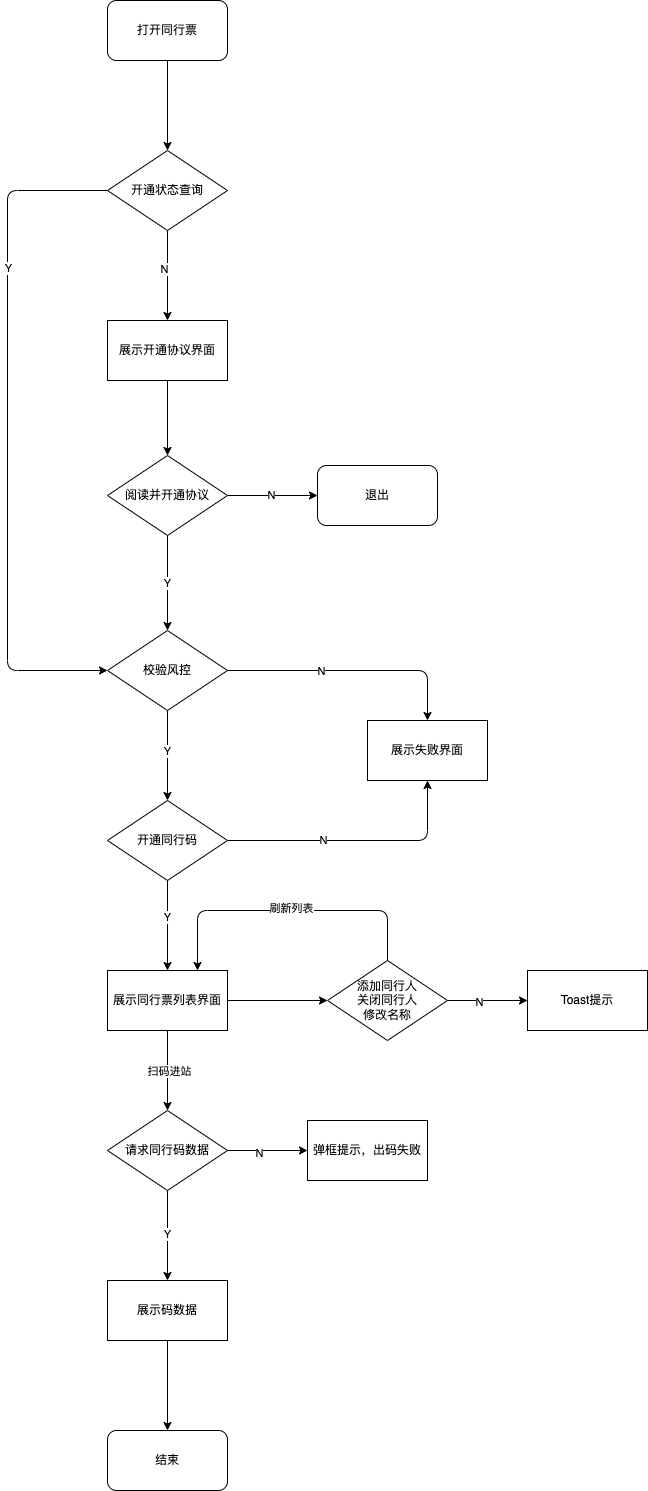 打开同行票
开通状态查询
Y
N
展示开通协议界面
阅读并开通协议
N
退出
Y
校验风控
N
Y
展示失败界面
开通同行码
N
刷新列表
Y
展示同行票列表界面
添加同行人
关闭同行人
修改名称
N
Toast提示
扫码进站
请求同行码数据
N
弹框提示，出码失败
Y
展示码数据
结束